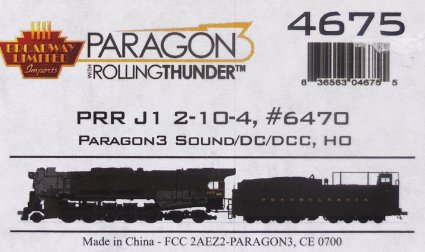 BROADWAY
LIMITED
Imports
PARAGON3
WITH ROLLINGTHUNDER™
4675
8 36563 04675 5
PRR J1 2-10-4, #6470
PARAGON3 SOUND/DC/DCC, HO
PENNSYLVANIA
Made in China - FCC 2AEZ2-PARAGON3, CE 0700